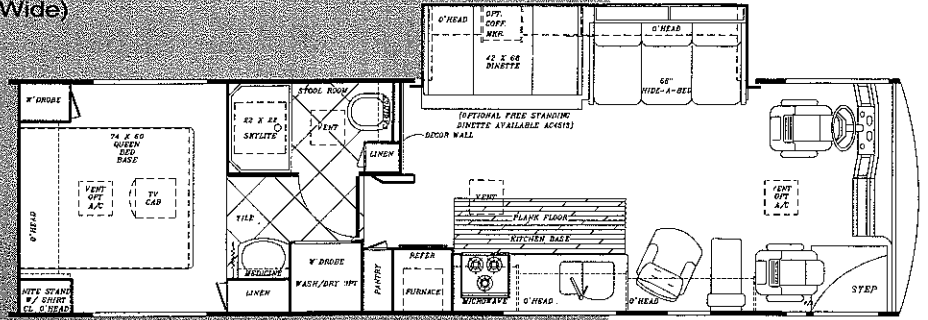 Wide)
W'DROBE
74 X 60
QUEEN
BED
BASE
VENT
OPT
A/C
TV
CAB
O'HEAD
NITE STAND
W/ SHIRT
CL O'HEAD
STOOL ROOM
22 X 22
SKYLITE
VENT
LINEN
TILE
MEDICINE
LINEN
W'DROBE
WASH/DRY OPT
PANTRY
REFER
FURNACE
DECOR WALL
O'HEAD
OPT.
COFF.
MKR.
42 X 68
DINETTE
(OPTIONAL FREE STANDING
DINETTE AVAILABLE AC4513)
O'HEAD
68"
HIDE-A-BED
VENT
PLANK FLOOR
KITCHEN BASE
MICROWAVE
O'HEAD
O'HEAD
VENT
OPT
A/C
STEP